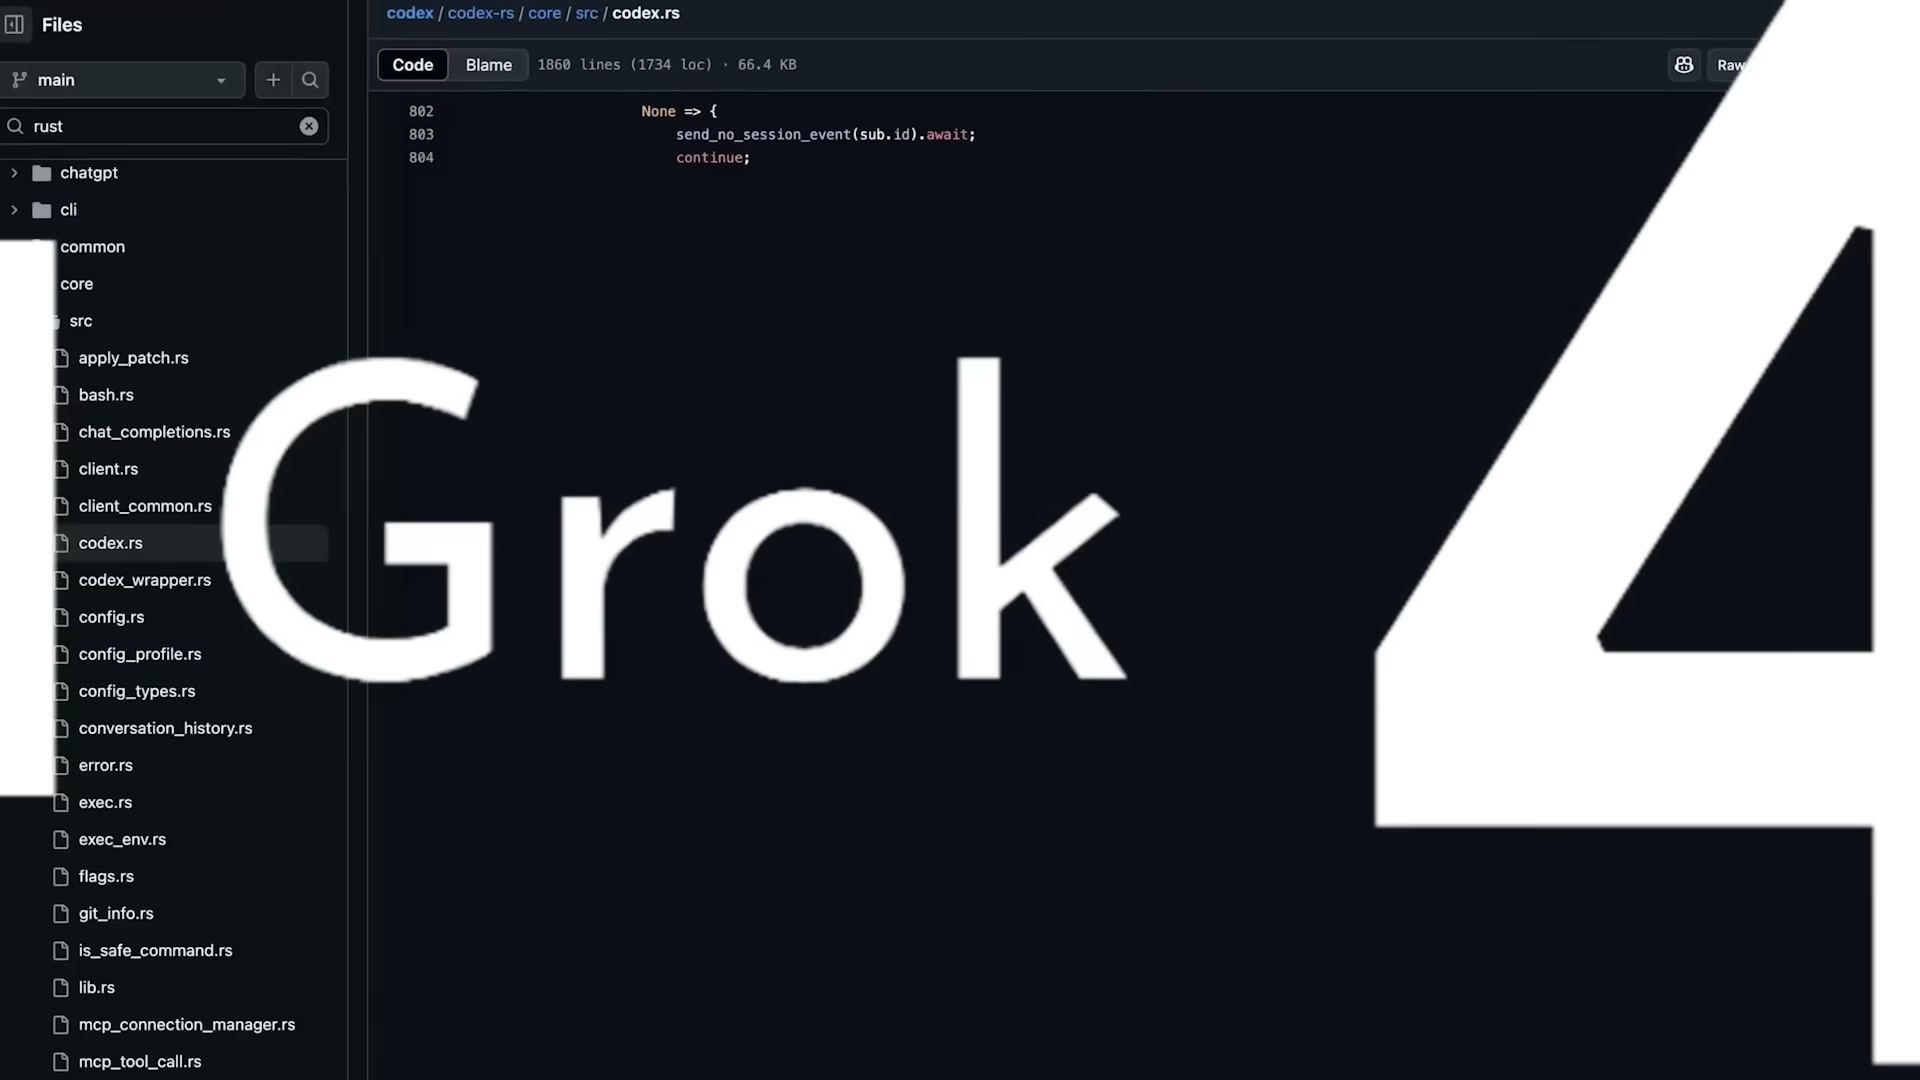 Files
main
rust
chatgpt
cli
common
core
src
apply_patch.rs
bash.rs
chat_completions.rs
client.rs
client_common.rs
codex.rs
codex_wrapper.rs
config.rs
config_profile.rs
config_types.rs
conversation_history.rs
error.rs
exec.rs
exec_env.rs
flags.rs
git_info.rs
is_safe_command.rs
lib.rs
mcp_connection_manager.rs
mcp_tool_call.rs
codex / codex-rs / core / src / codex.rs
Code Blame 1860 lines (1734 loc) · 66.4 KB Raw
802 None => {
803 send_no_session_event(sub.id).await;
804 continue;
Grok 4